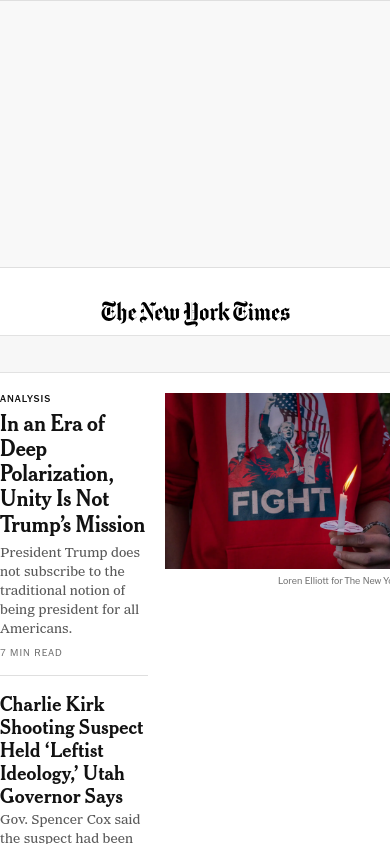 The New York Times
ANALYSIS
In an Era of
Deep
Polarization,
Unity Is Not
Trump’s Mission
President Trump does
not subscribe to the
traditional notion of
being president for all
Americans.
7 MIN READ
FIGHT
Loren Elliott for The New
Charlie Kirk
Shooting Suspect
Held ‘Leftist
Ideology,’ Utah
Governor Says
Gov. Spencer Cox said
the suspect had been